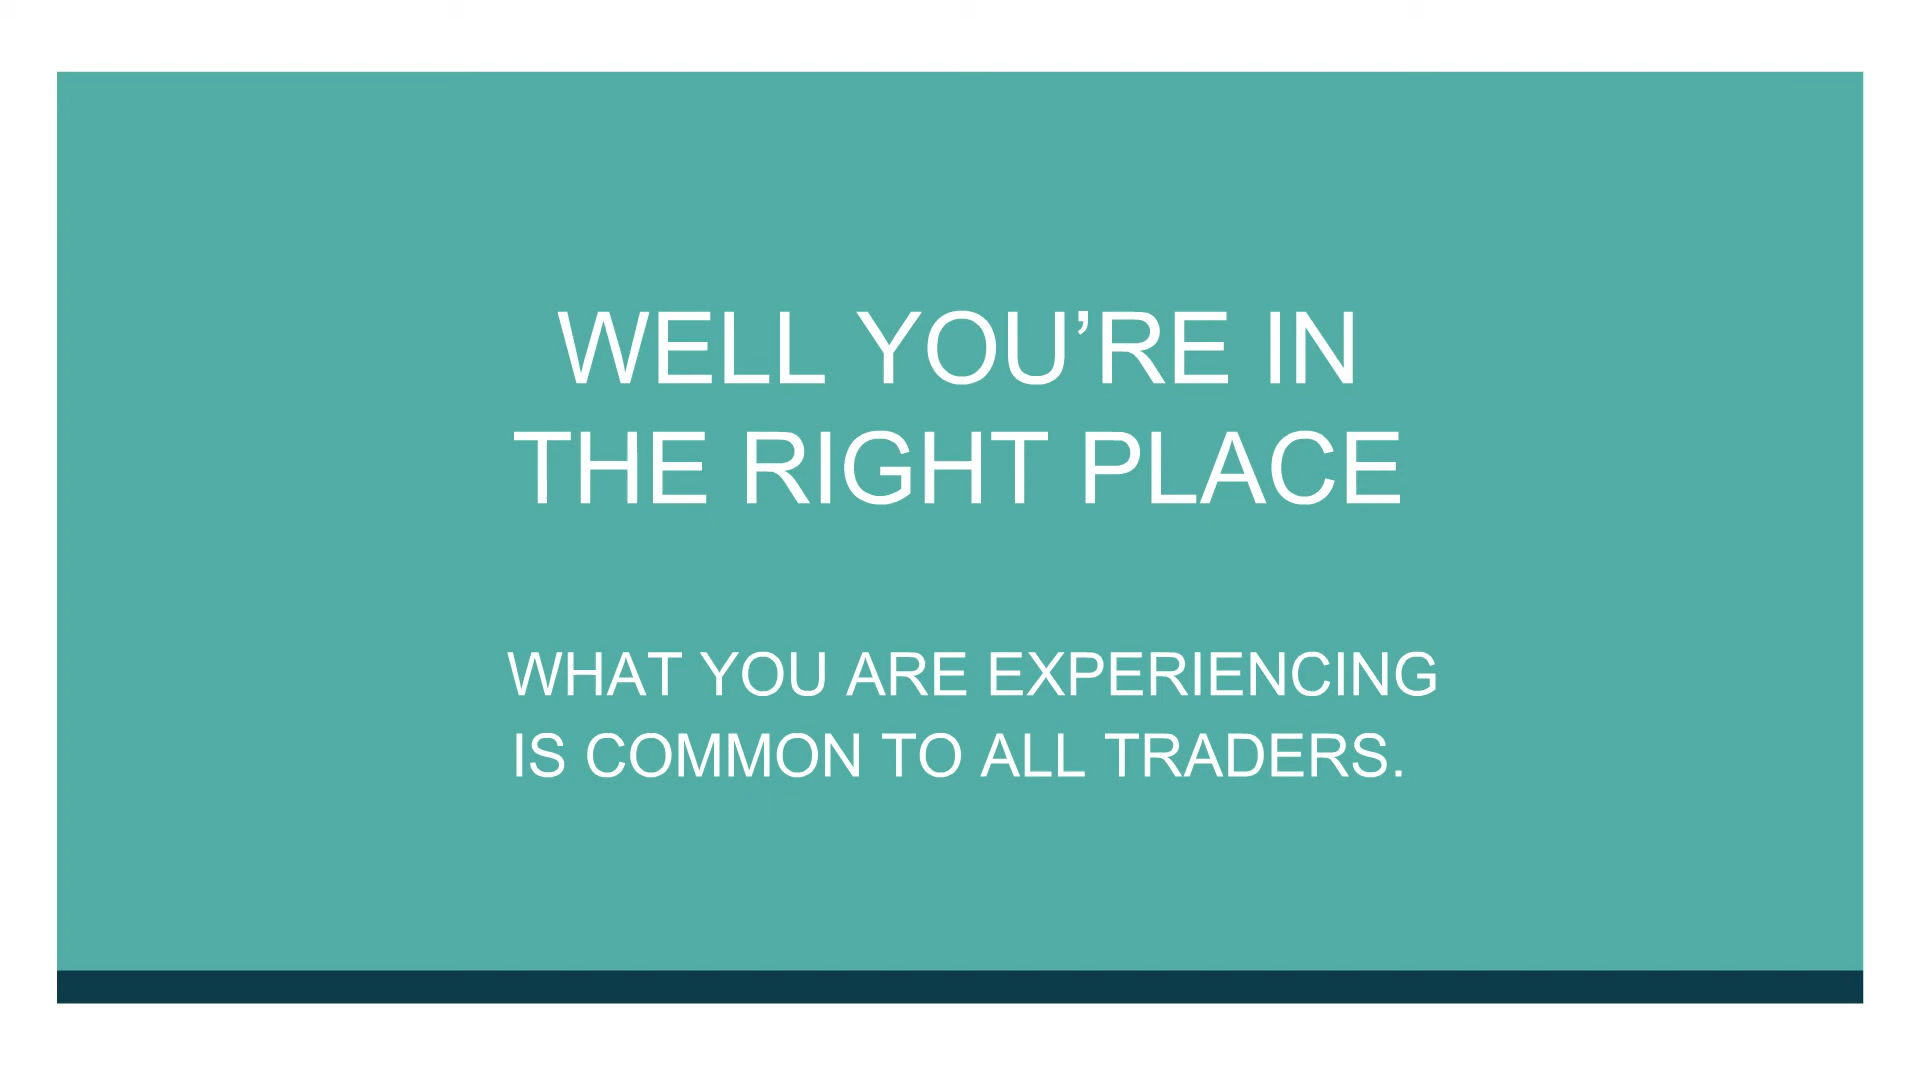 WELL YOU’RE IN
THE RIGHT PLACE
WHAT YOU ARE EXPERIENCING
IS COMMON TO ALL TRADERS.